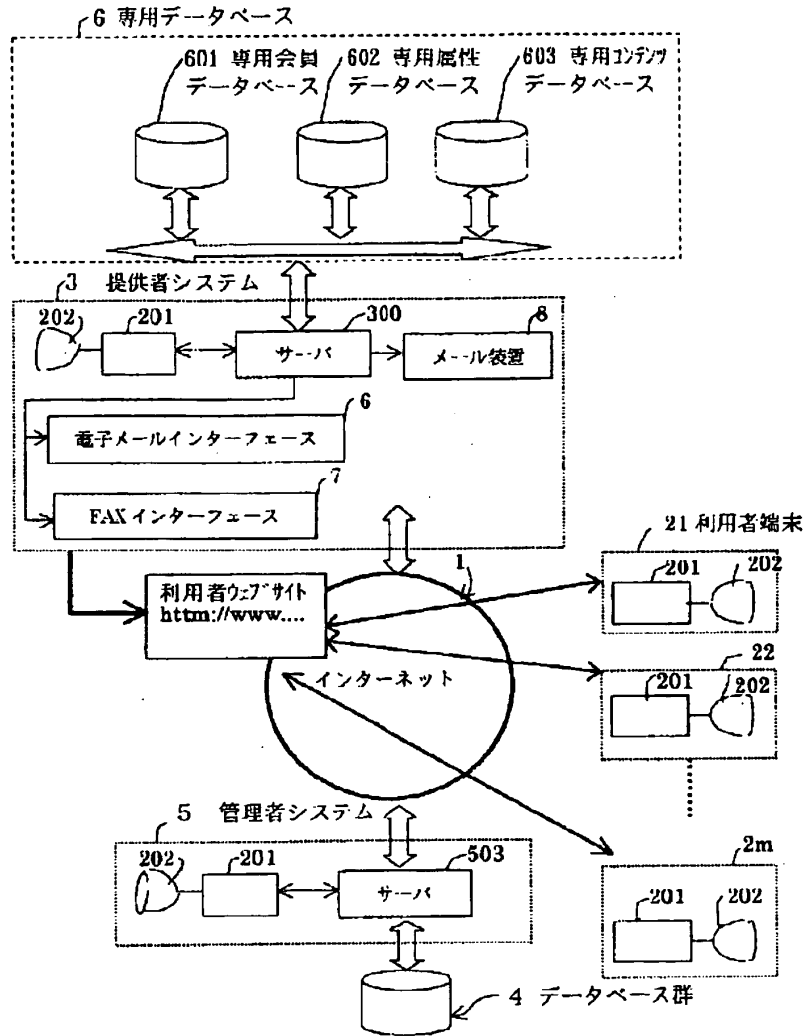 6 専用データベース
601 専用会員
データベース
602 専用属性
データベース
603 専用コンテンツ
データベース
3 提供者システム
202
201
300
サーバ
8
メール装置
6
電子メールインターフェース
7
FAXインターフェース
21 利用者端末
201
202
利用者ウェブサイト
httm://www....
1
インターネット
22
201
202
5 管理者システム
202
201
503
サーバ
2m
201
202
4 データベース群